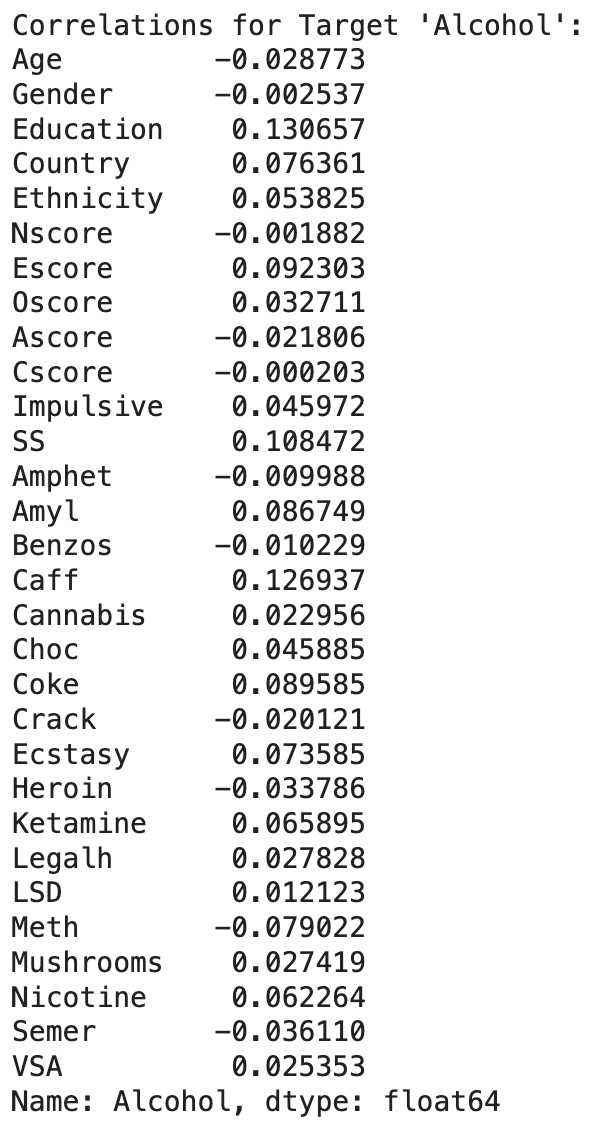 Correlations for Target 'Alcohol':
Age         -0.028773
Gender      -0.002537
Education    0.130657
Country      0.076361
Ethnicity    0.053825
Nscore      -0.001882
Escore       0.092303
Oscore       0.032711
Ascore      -0.021806
Cscore      -0.000203
Impulsive    0.045972
SS           0.108472
Amphet      -0.009988
Amyl         0.086749
Benzos      -0.010229
Caff         0.126937
Cannabis     0.022956
Choc         0.045885
Coke         0.089585
Crack       -0.020121
Ecstasy      0.073585
Heroin      -0.033786
Ketamine     0.065895
Legalh       0.027828
LSD          0.012123
Meth        -0.079022
Mushrooms    0.027419
Nicotine     0.062264
Semer       -0.036110
VSA          0.025353
Name: Alcohol, dtype: float64